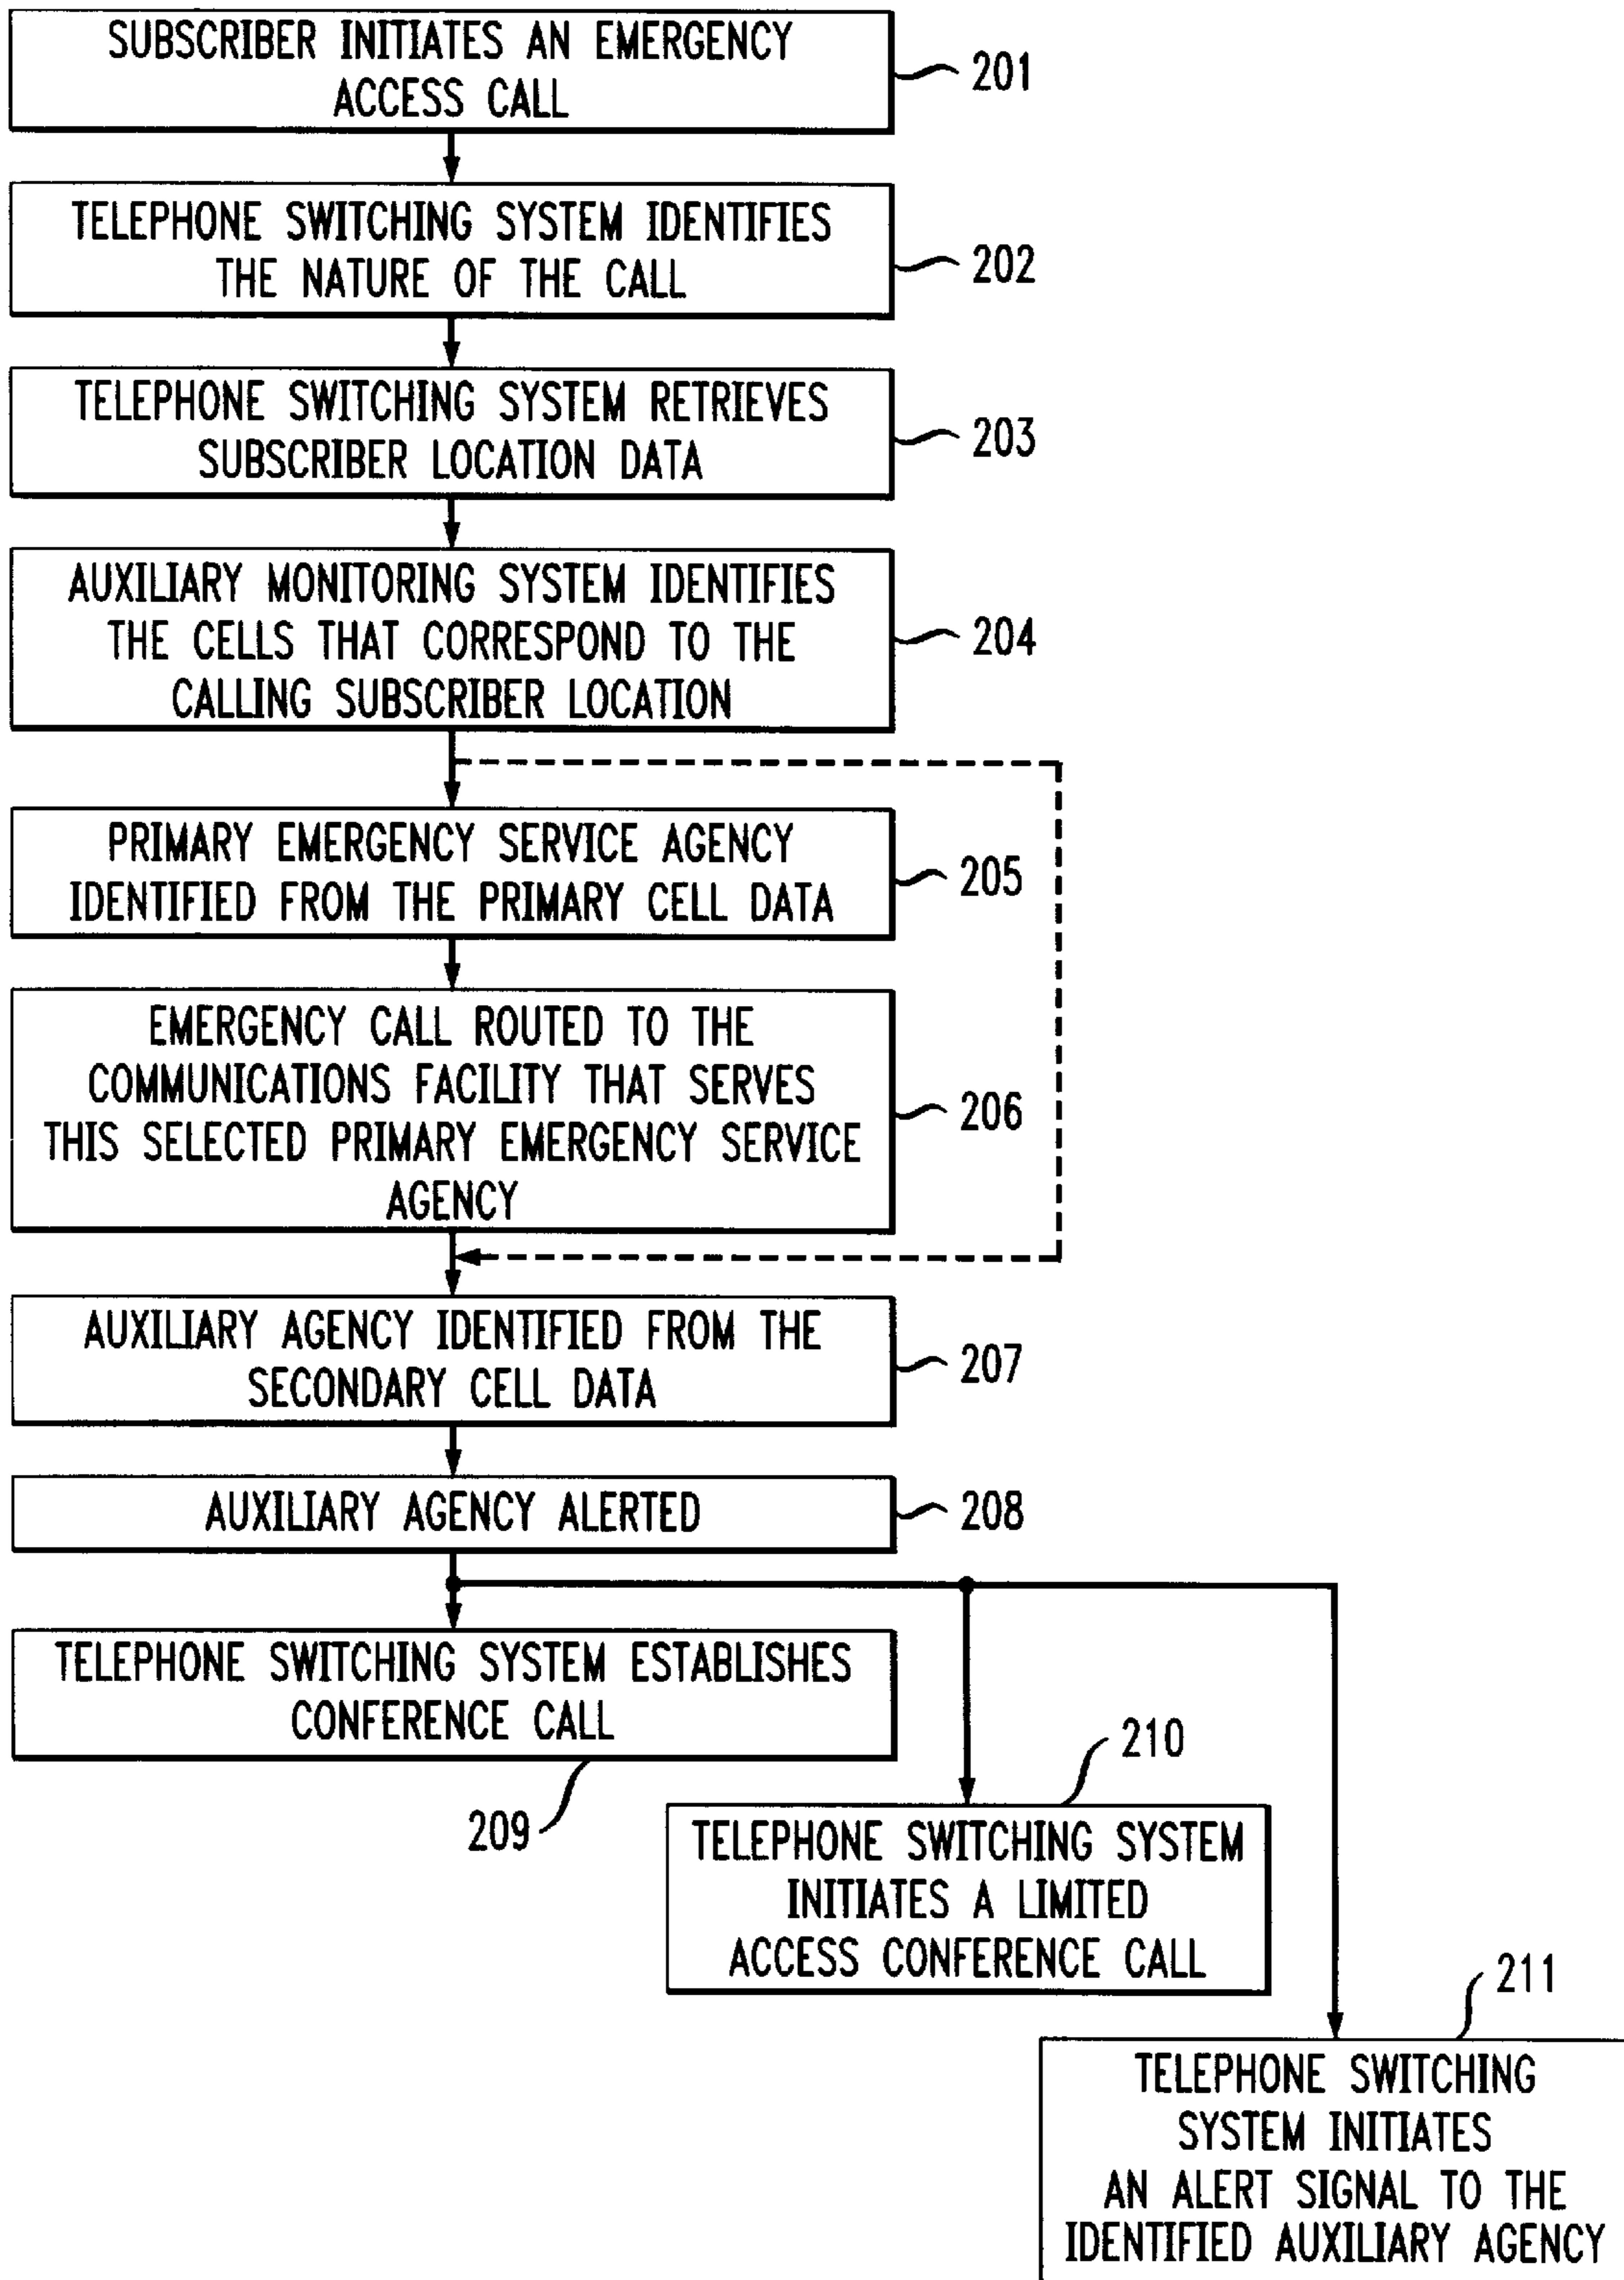 SUBSCRIBER INITIATES AN EMERGENCY
ACCESS CALL
201
TELEPHONE SWITCHING SYSTEM IDENTIFIES
THE NATURE OF THE CALL
202
TELEPHONE SWITCHING SYSTEM RETRIEVES
SUBSCRIBER LOCATION DATA
203
AUXILIARY MONITORING SYSTEM IDENTIFIES
THE CELLS THAT CORRESPOND TO THE
CALLING SUBSCRIBER LOCATION
204
PRIMARY EMERGENCY SERVICE AGENCY
IDENTIFIED FROM THE PRIMARY CELL DATA
205
EMERGENCY CALL ROUTED TO THE
COMMUNICATIONS FACILITY THAT SERVES
THIS SELECTED PRIMARY EMERGENCY SERVICE
AGENCY
206
AUXILIARY AGENCY IDENTIFIED FROM THE
SECONDARY CELL DATA
207
AUXILIARY AGENCY ALERTED
208
TELEPHONE SWITCHING SYSTEM ESTABLISHES
CONFERENCE CALL
209
210
TELEPHONE SWITCHING SYSTEM
INITIATES A LIMITED
ACCESS CONFERENCE CALL
211
TELEPHONE SWITCHING
SYSTEM INITIATES
AN ALERT SIGNAL TO THE
IDENTIFIED AUXILIARY AGENCY